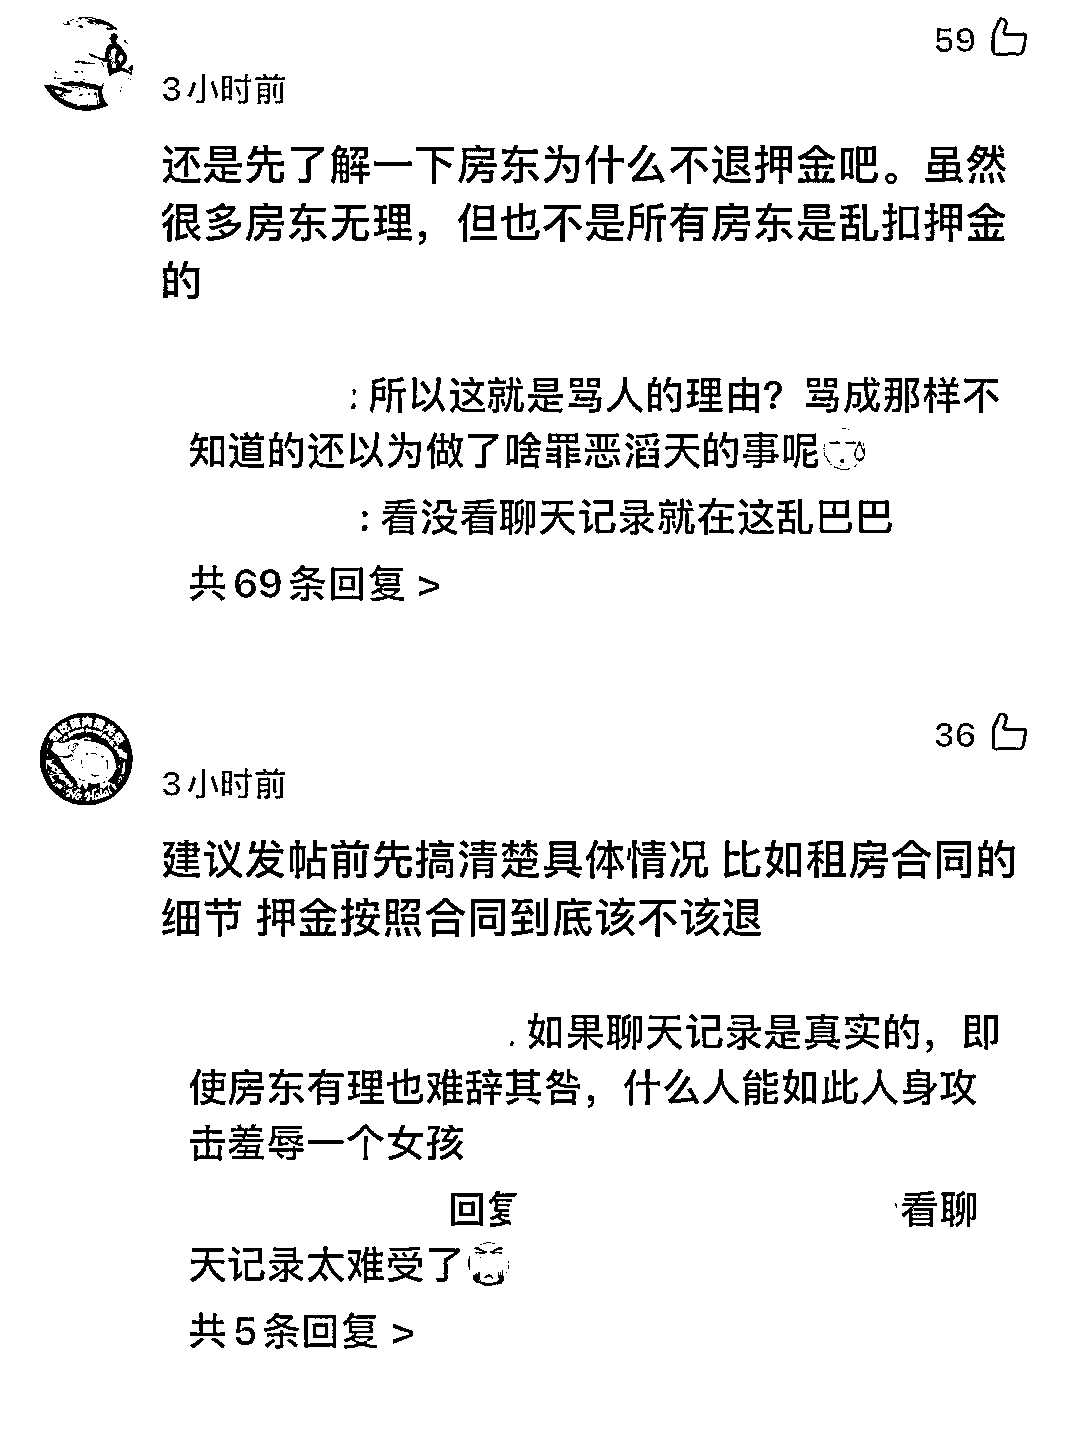 59
3小时前
还是先了解一下房东为什么不退押金吧。虽然
很多房东无理，但也不是所有房东是乱扣押金
的
: 所以这就是骂人的理由？骂成那样不
知道的还以为做了啥罪恶滔天的事呢
: 看没看聊天记录就在这乱巴巴
共69条回复 >
36
3小时前
建议发帖前先搞清楚具体情况 比如租房合同的
细节 押金按照合同到底该不该退
如果聊天记录是真实的，即
使房东有理也难辞其咎，什么人能如此人身攻
击羞辱一个女孩
回复 看聊
天记录太难受了
共5条回复 >